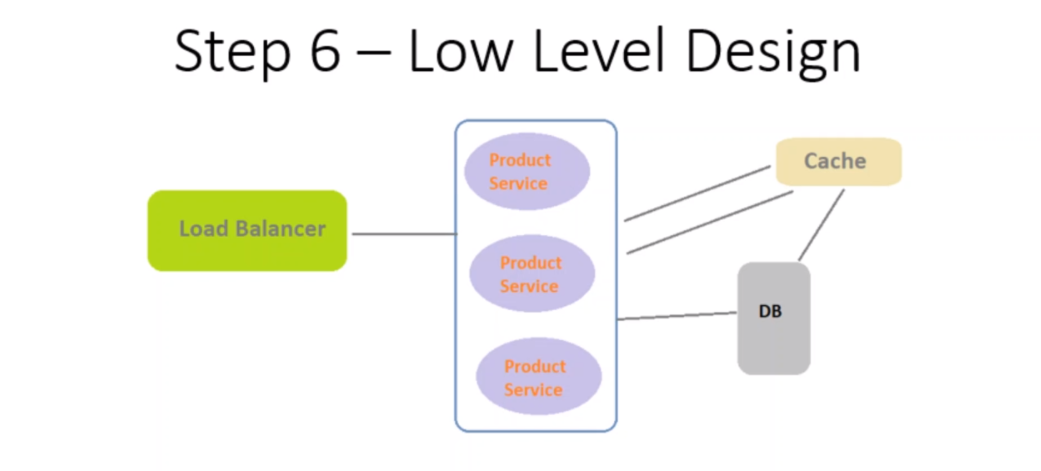 Step 6 – Low Level Design
Product
Service
Load Balancer
Product
Service
Product
Service
Cache
DB